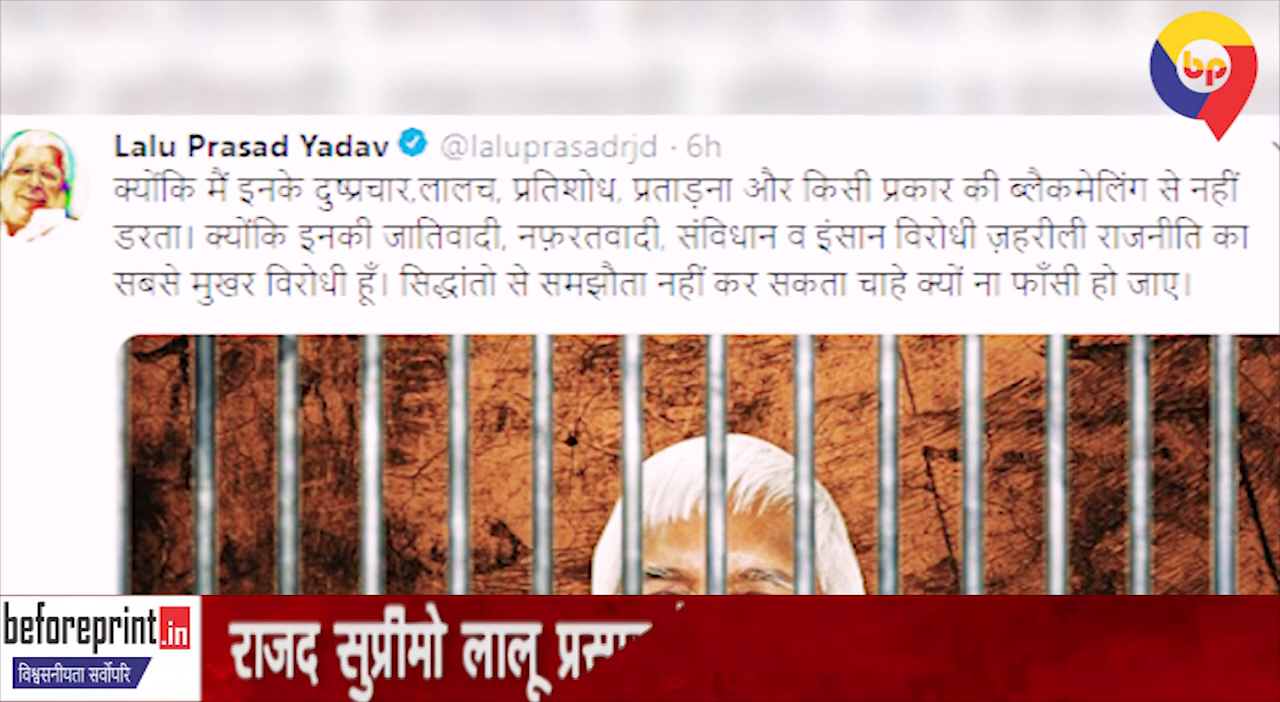 bp
Lalu Prasad Yadav @laluprasadrjd · 6h
क्योंकि मैं इनके दुष्प्रचार,लालच, प्रतिशोध, प्रताड़ना और किसी प्रकार की ब्लैकमेलिंग से नहीं
डरता। क्योंकि इनकी जातिवादी, नफ़रतवादी, संविधान व इंसान विरोधी ज़हरीली राजनीति का
सबसे मुखर विरोधी हूँ। सिद्धांतो से समझौता नहीं कर सकता चाहे क्यों ना फाँसी हो जाए।
beforeprint.in
विश्वसनीयता सर्वोपरि
राजद सुप्रीमो लालू